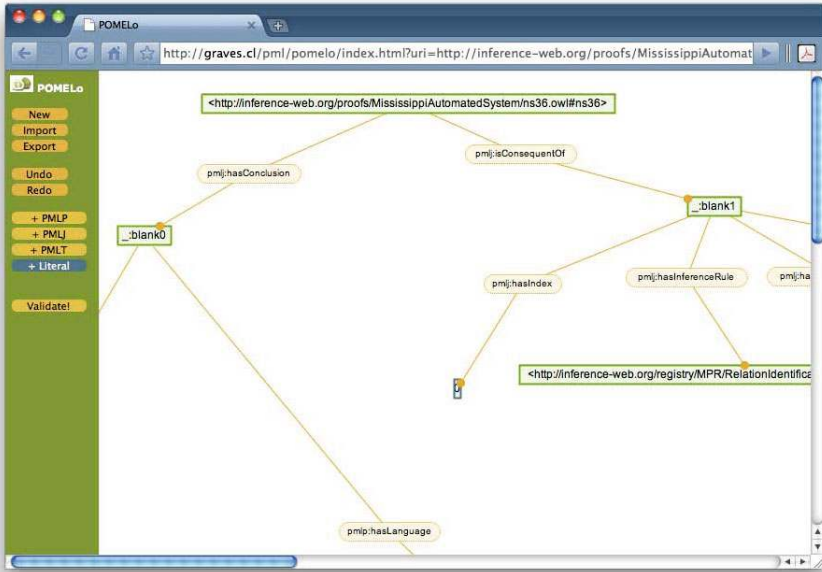 POMELo
http://graves.cl/pml/pomelo/index.html?uri=http://inference-web.org/proofs/MississippiAutomat
POMELo
New
Import
Export
Undo
Redo
+ PMLP
+ PMLJ
+ PMLT
+ Literal
Validate!
<http://inference-web.org/proofs/MississippiAutomatedSystem/ns36.owl#ns36>
pmlj:hasConclusion
pmlj:isConsequentOf
_:blank0
_:blank1
pmlj:hasIndex
pmlj:hasInferenceRule
pmlj:ha
<http://inference-web.org/registry/MPR/RelationIdentifica
pmlp:hasLanguage